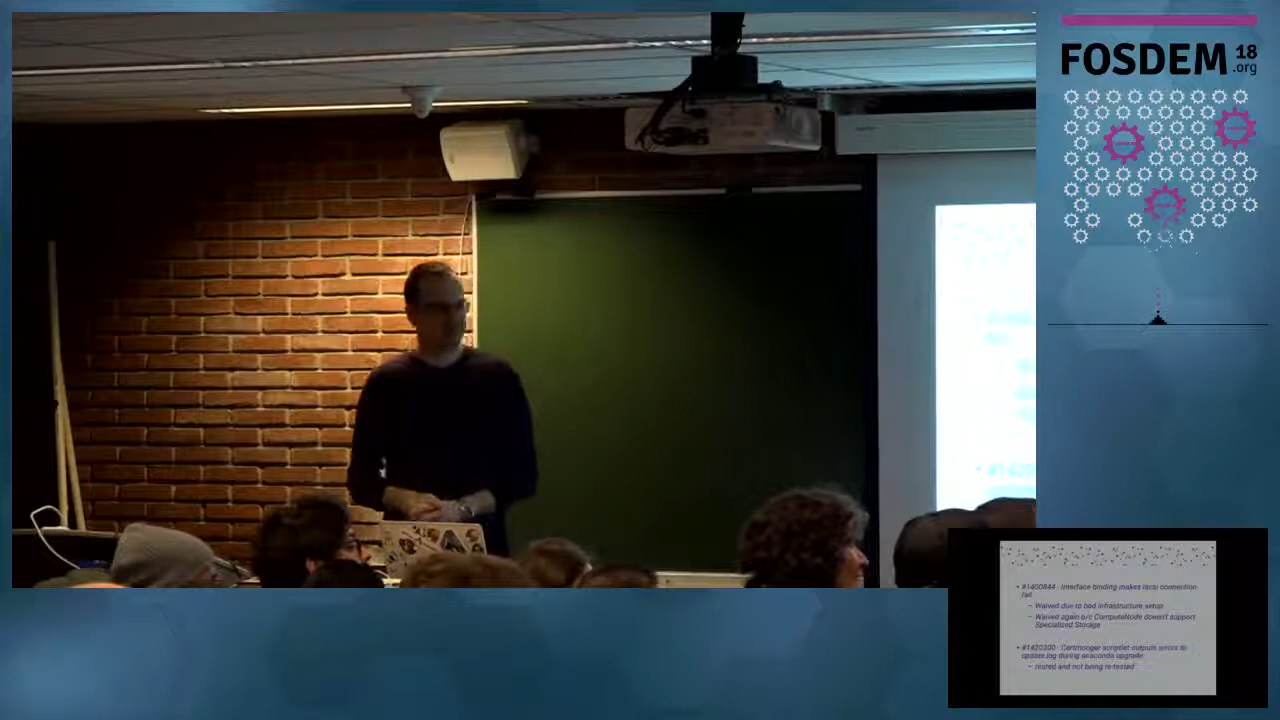 FOSDEM 18
.org
• #1400844 - Interface binding makes iscsi connection
fail
– Waived due to bad infrastructure setup
– Waived again b/c ComputeNode doesn't support
Specialized Storage
• #1420300 - Certmonger scriptlet outputs errors to
update.log during anaconda upgrade
– tested and not being re-tested